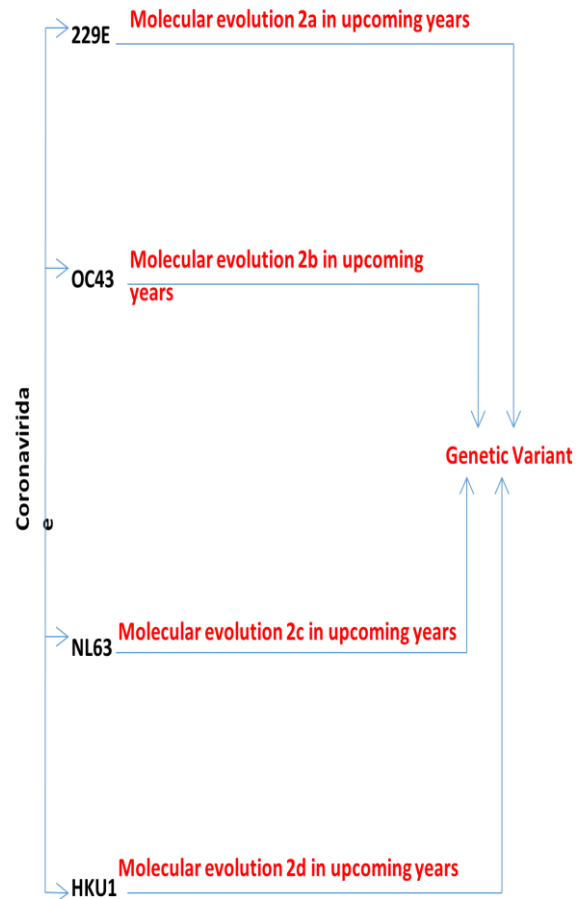 Molecular evolution 2a in upcoming years
229E
Molecular evolution 2b in upcoming
years
OC43
Coronavirida
e
Genetic Variant
Molecular evolution 2c in upcoming years
NL63
Molecular evolution 2d in upcoming years
HKU1